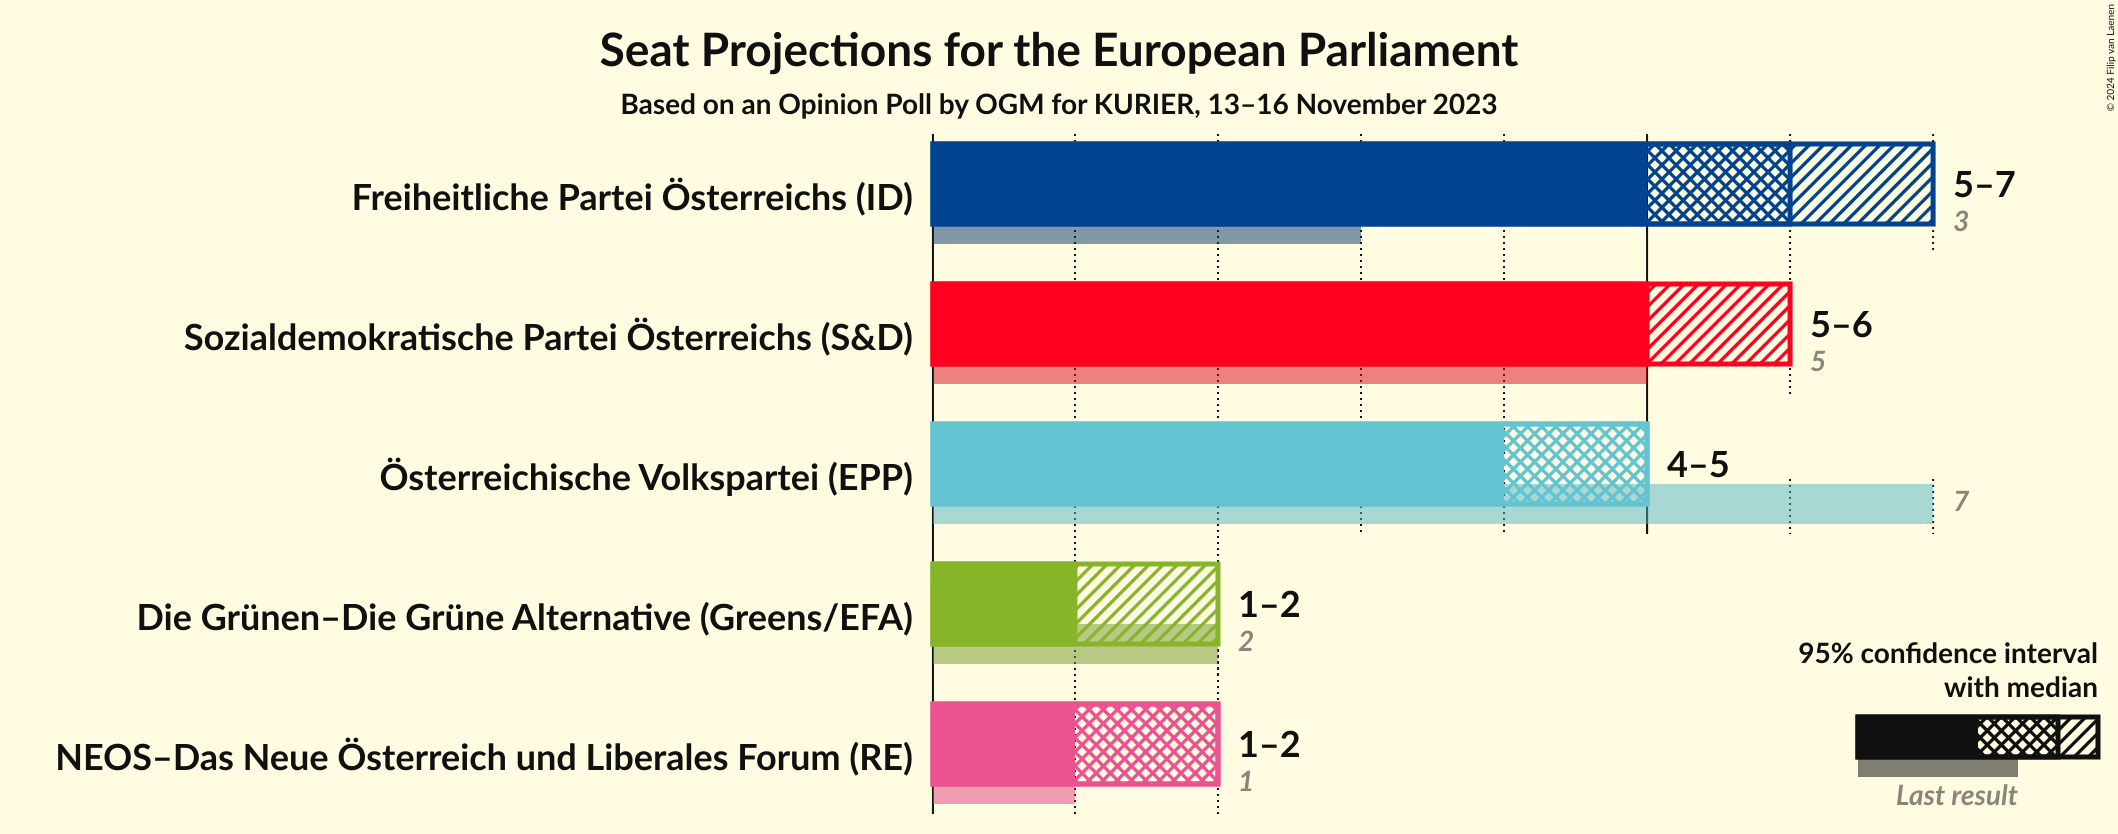 Seat Projections for the European Parliament
Based on an Opinion Poll by OGM for KURIER, 13–16 November 2023
© 2024 Filip van Laenen
Freiheitliche Partei Österreichs (ID)
5–7
3
Sozialdemokratische Partei Österreichs (S&D)
5–6
5
Österreichische Volkspartei (EPP)
4–5
7
Die Grünen–Die Grüne Alternative (Greens/EFA)
1–2
2
NEOS–Das Neue Österreich und Liberales Forum (RE)
1–2
1
95% confidence interval
with median
Last result